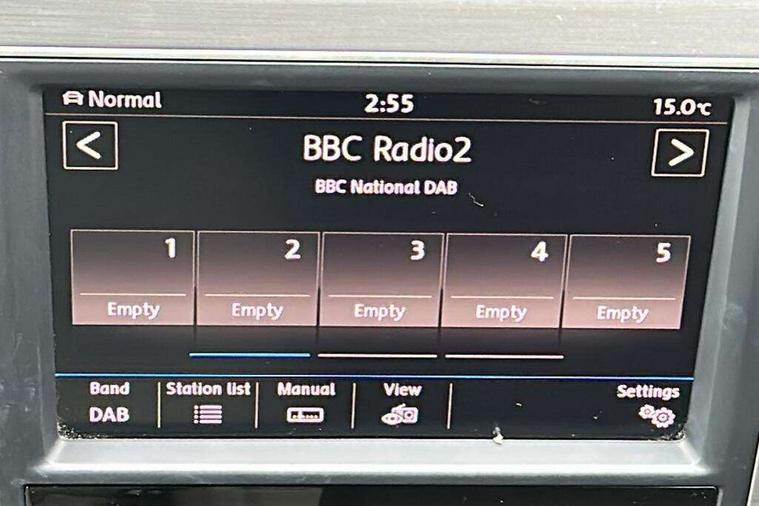 Normal 2:55 15.0°C
< BBC Radio2 >
BBC National DAB
1 2 3 4 5
Empty Empty Empty Empty Empty
Band Station list Manual View Settings
DAB